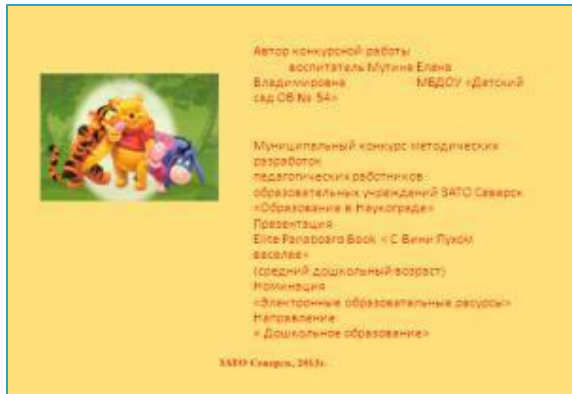 Автор конкурсной работы
воспитатель Мутина Елена
Владимировна МБДОУ «Детский
сад ОВ № 54»
Муниципальный конкурс методических
разработок
педагогических работников
образовательных учреждений ЗАТО Северск
«Образование в Наукограде»
Презентация
Elite Panaboard Book « С Вини Пухом
веселее»
(средний дошкольный возраст)
Номинация
«Электронные образовательные ресурсы»
Направление
« Дошкольное образование»
ЗАТО Северск, 2013г.